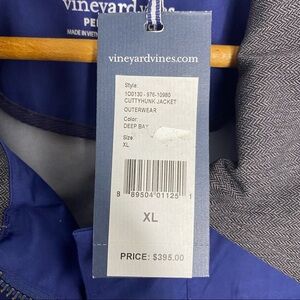 vineyard vines
PE
MADE IN VIET
vineyardvines.com
Style:
1O0130 - 976-10980
CUTTYHUNK JACKET
OUTERWEAR
Color:
DEEP BAY
Size:
XL
8 89504 01125 1
XL
PRICE: $395.00